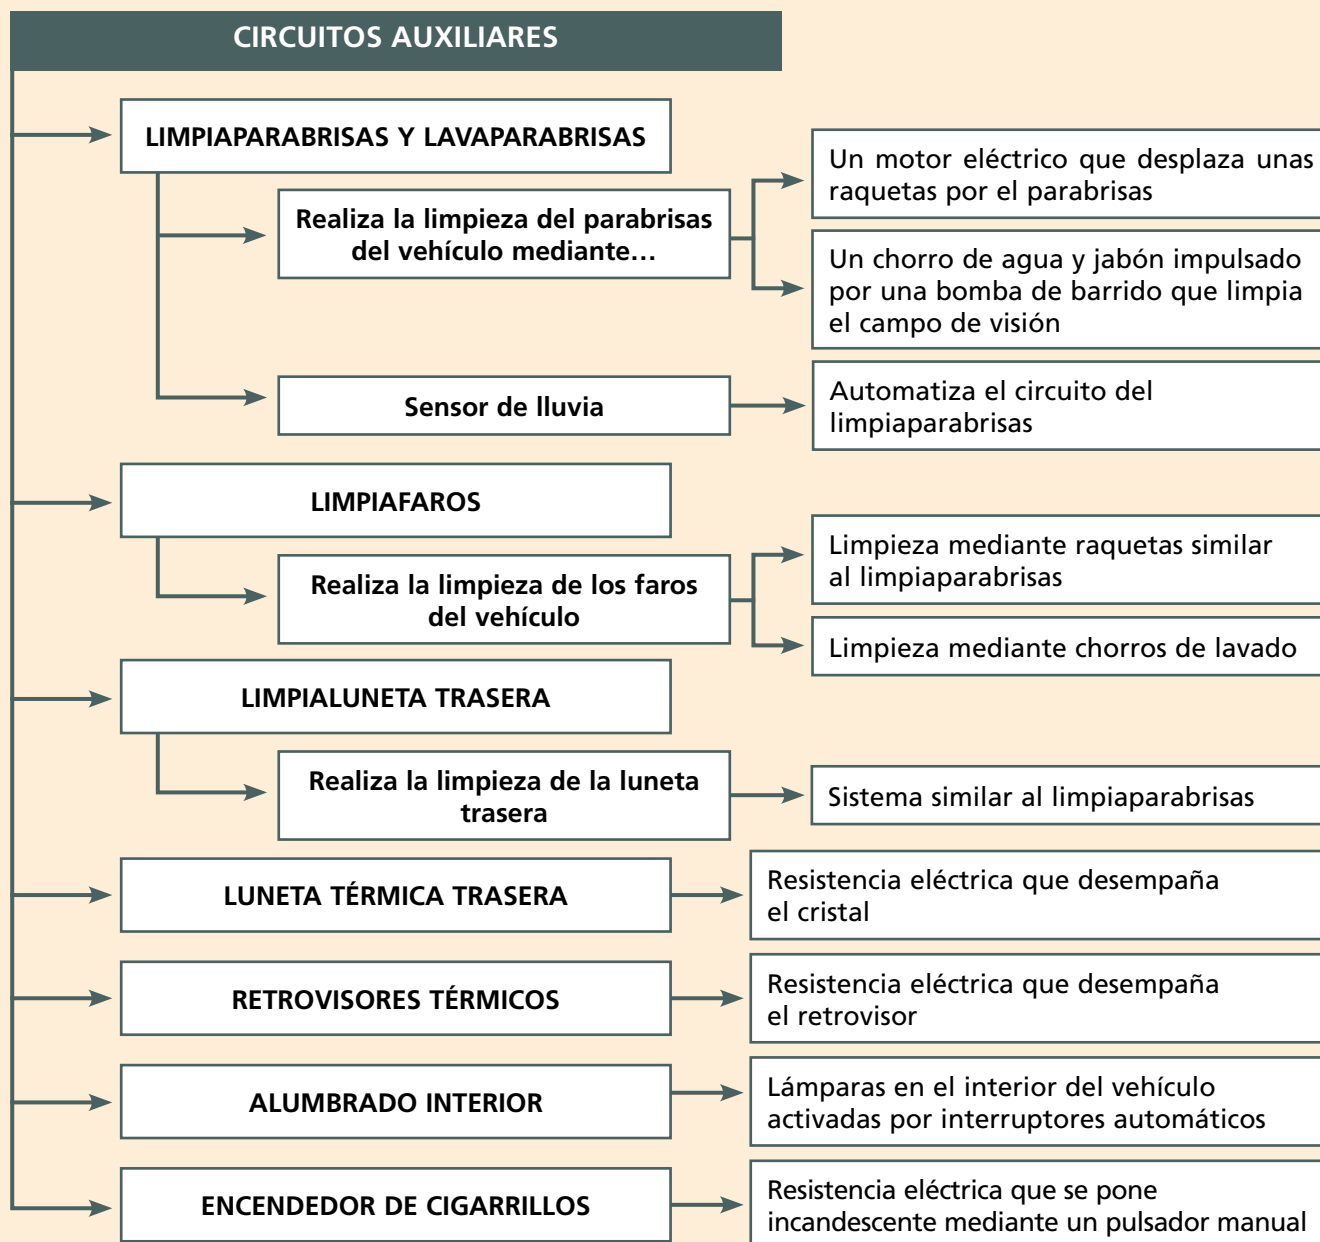 CIRCUITOS AUXILIARES
LIMPIAPARABRISAS Y LAVAPARABRISAS
Realiza la limpieza del parabrisas
del vehículo mediante…
Un motor eléctrico que desplaza unas
raquetas por el parabrisas
Un chorro de agua y jabón impulsado
por una bomba de barrido que limpia
el campo de visión
Sensor de lluvia
Automatiza el circuito del
limpiaparabrisas
LIMPIAFAROS
Realiza la limpieza de los faros
del vehículo
Limpieza mediante raquetas similar
al limpiaparabrisas
Limpieza mediante chorros de lavado
LIMPIALUNETA TRASERA
Realiza la limpieza de la luneta
trasera
Sistema similar al limpiaparabrisas
LUNETA TÉRMICA TRASERA
Resistencia eléctrica que desempaña
el cristal
RETROVISORES TÉRMICOS
Resistencia eléctrica que desempaña
el retrovisor
ALUMBRADO INTERIOR
Lámparas en el interior del vehículo
activadas por interruptores automáticos
ENCENDEDOR DE CIGARRILLOS
Resistencia eléctrica que se pone
incandescente mediante un pulsador manual